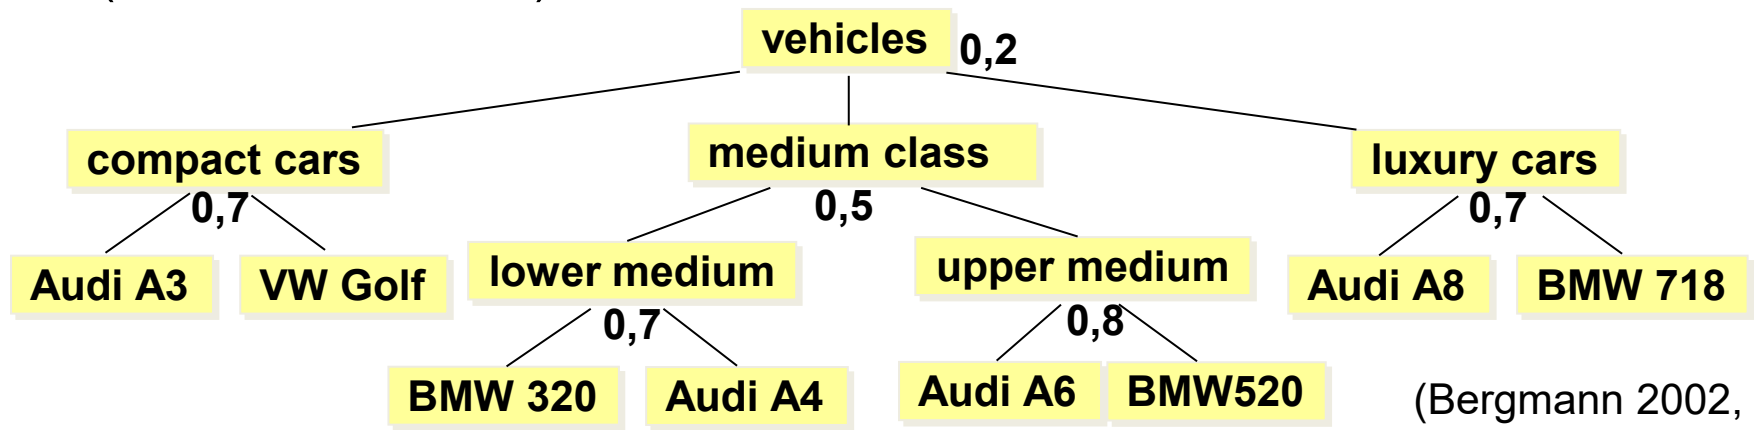 vehicles 0,2
compact cars
medium class
luxury cars
0,7
0,5
0,7
Audi A3
VW Golf
lower medium
upper medium
Audi A8
BMW 718
0,7
0,8
BMW 320
Audi A4
Audi A6
BMW520
(Bergmann 2002,